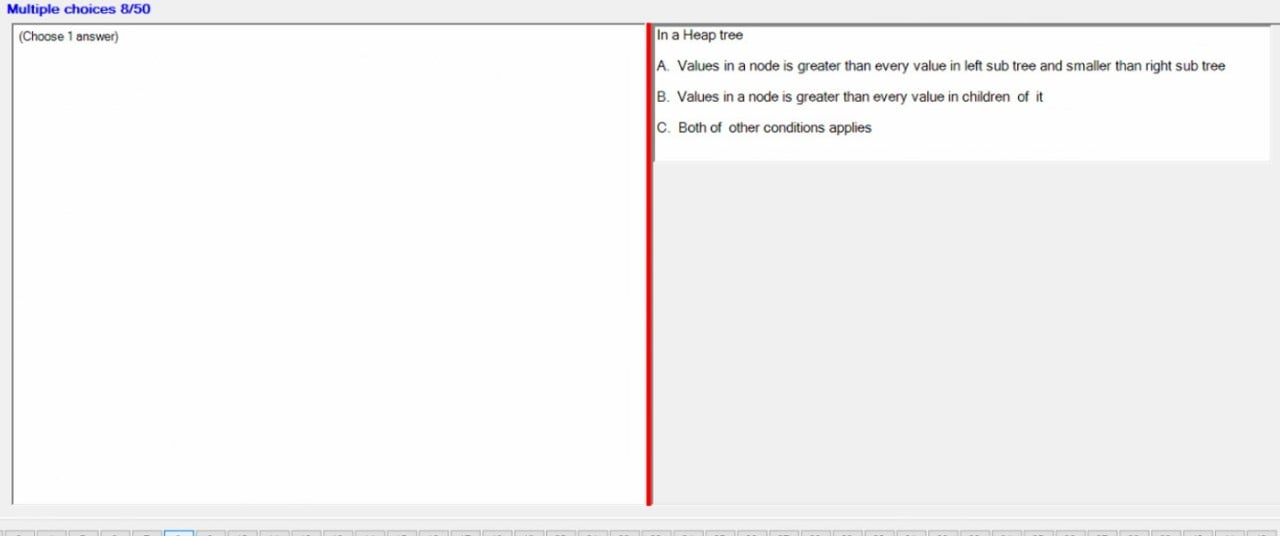 Multiple choices 8/50
(Choose 1 answer)
In a Heap tree
A. Values in a node is greater than every value in left sub tree and smaller than right sub tree
B. Values in a node is greater than every value in children of it
C. Both of other conditions applies